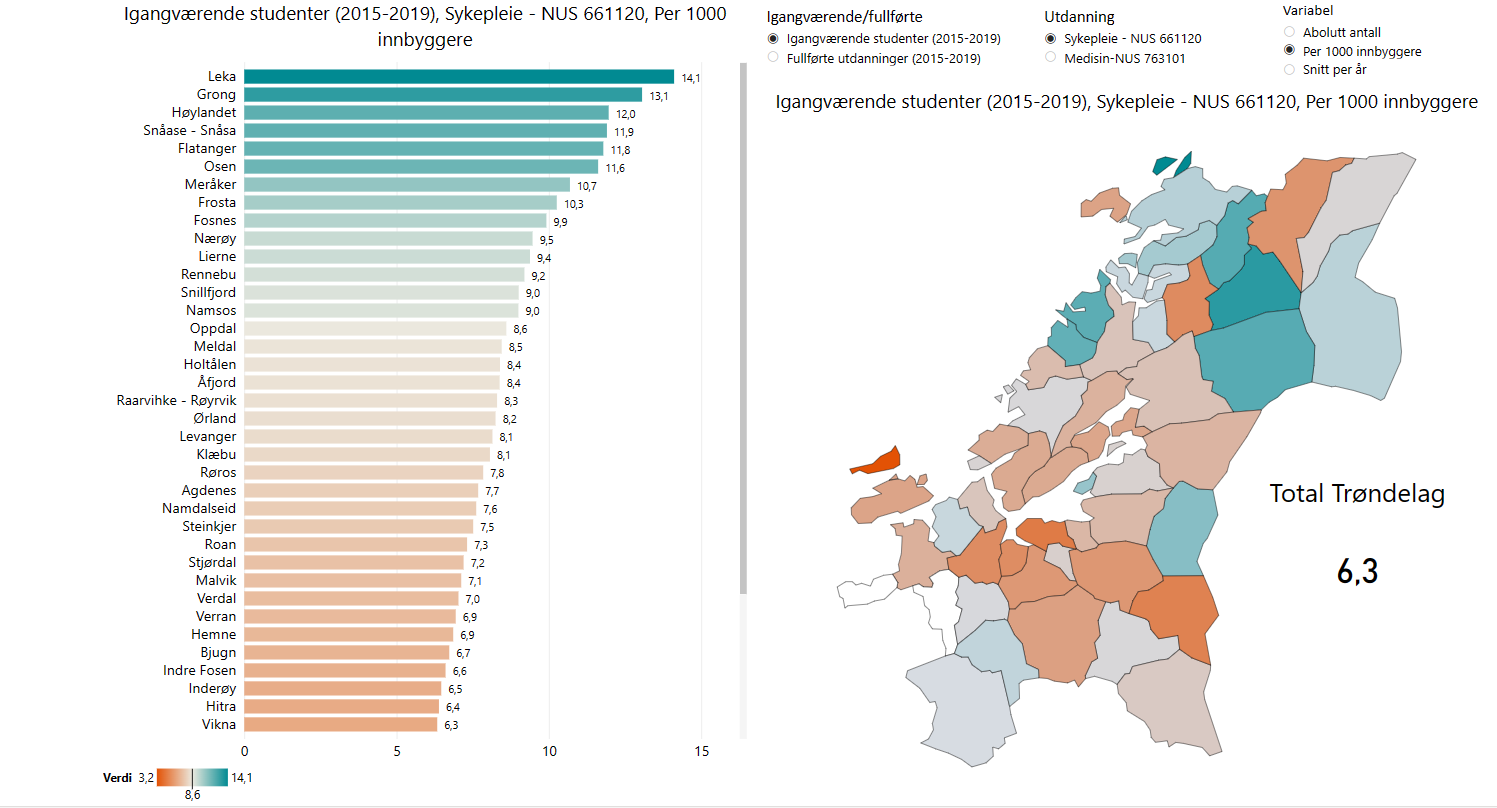 Igangværende studenter (2015-2019), Sykepleie - NUS 661120, Per 1000
innbyggere
Leka 14,1
Grong 13,1
Høylandet 12,0
Snåase - Snåsa 11,9
Flatanger 11,8
Osen 11,6
Meråker 10,7
Frosta 10,3
Fosnes 9,9
Nærøy 9,5
Lierne 9,4
Rennebu 9,2
Snillfjord 9,0
Namsos 9,0
Oppdal 8,6
Meldal 8,5
Holtålen 8,4
Åfjord 8,4
Raarvihke - Røyrvik 8,3
Ørland 8,2
Levanger 8,1
Klæbu 8,1
Røros 7,8
Agdenes 7,7
Namdalseid 7,6
Steinkjer 7,5
Roan 7,3
Stjørdal 7,2
Malvik 7,1
Verdal 7,0
Verran 6,9
Hemne 6,9
Bjugn 6,7
Indre Fosen 6,6
Inderøy 6,5
Hitra 6,4
Vikna 6,3
0 5 10 15
Verdi 3,2 14,1
8,6
Igangværende/fullførte
Igangværende studenter (2015-2019)
Fullførte utdanninger (2015-2019)
Utdanning
Sykepleie - NUS 661120
Medisin-NUS 763101
Variabel
Abolutt antall
Per 1000 innbyggere
Snitt per år
Igangværende studenter (2015-2019), Sykepleie - NUS 661120, Per 1000 innbyggere
Total Trøndelag
6,3